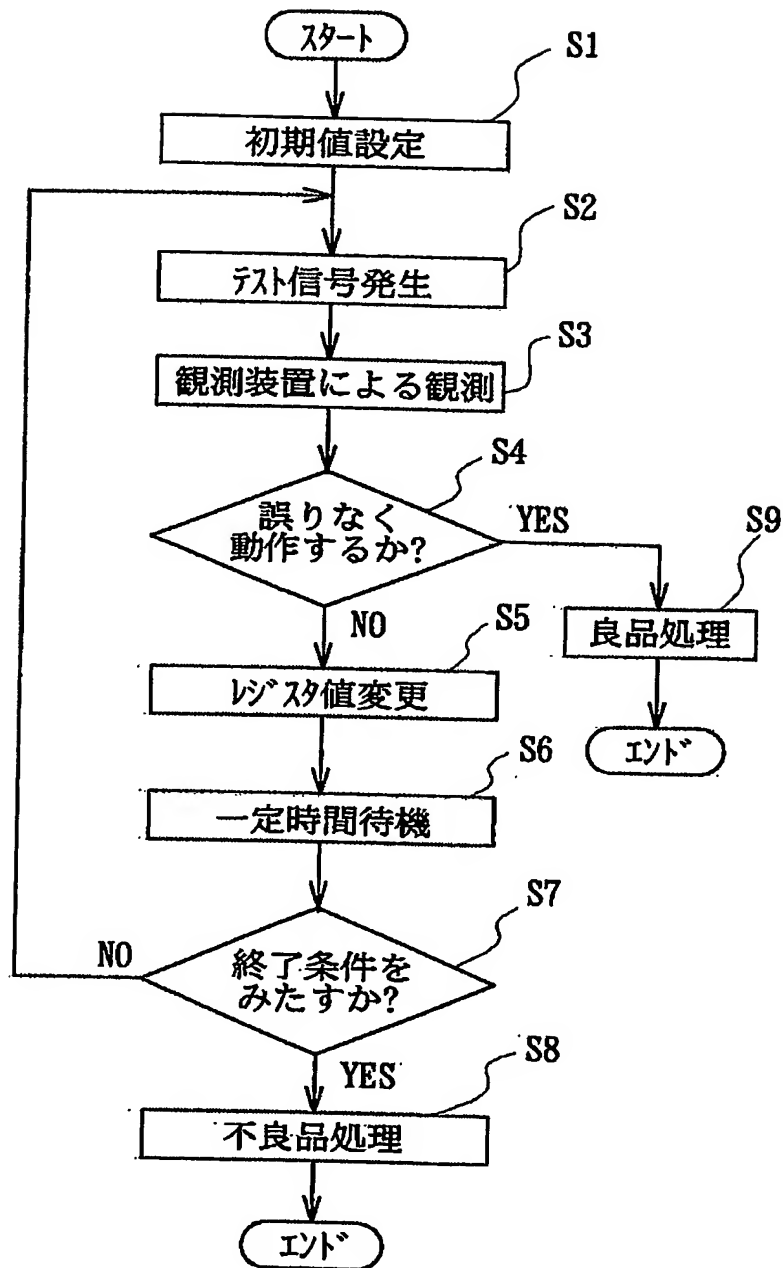 スタート
S1
初期値設定
S2
ﾃｽﾄ信号発生
S3
観測装置による観測
S4
誤りなく
動作するか?
YES
S9
NO
S5
良品処理
ﾚｼﾞｽﾀ値変更
S6
ｴﾝﾄﾞ
一定時間待機
S7
NO
終了条件を
みたすか?
S8
YES
不良品処理
ｴﾝﾄﾞ